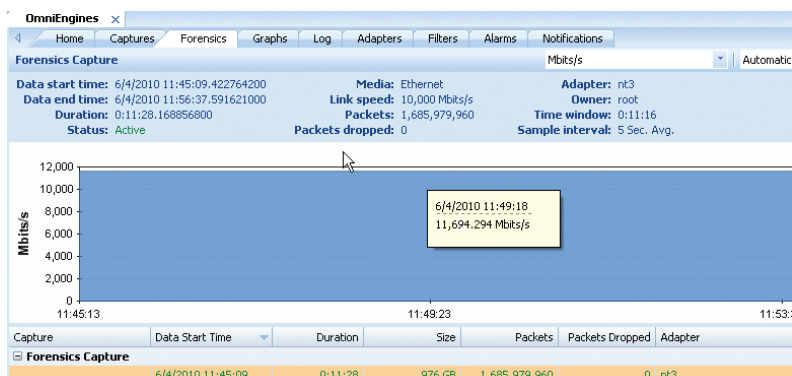 OmniEngines
Home Captures Forensics Graphs Log Adapters Filters Alarms Notifications
Forensics Capture Mbits/s Automatic
Data start time: 6/4/2010 11:45:09.422764200 Media: Ethernet Adapter: nt3
Data end time: 6/4/2010 11:56:37.591621000 Link speed: 10,000 Mbits/s Owner: root
Duration: 0:11:28.168856800 Packets: 1,685,979,960 Time window: 0:11:16
Status: Active Packets dropped: 0 Sample interval: 5 Sec. Avg.
12,000
10,000
8,000
6,000
4,000
2,000
0
Mbits/s
6/4/2010 11:49:18
11,694.294 Mbits/s
11:45:13 11:49:23 11:53:
Capture Data Start Time Duration Size Packets Packets Dropped Adapter
Forensics Capture
6/4/2010 11:45:09 0:11:28 976 GB 1,685,979,960 0 nt3